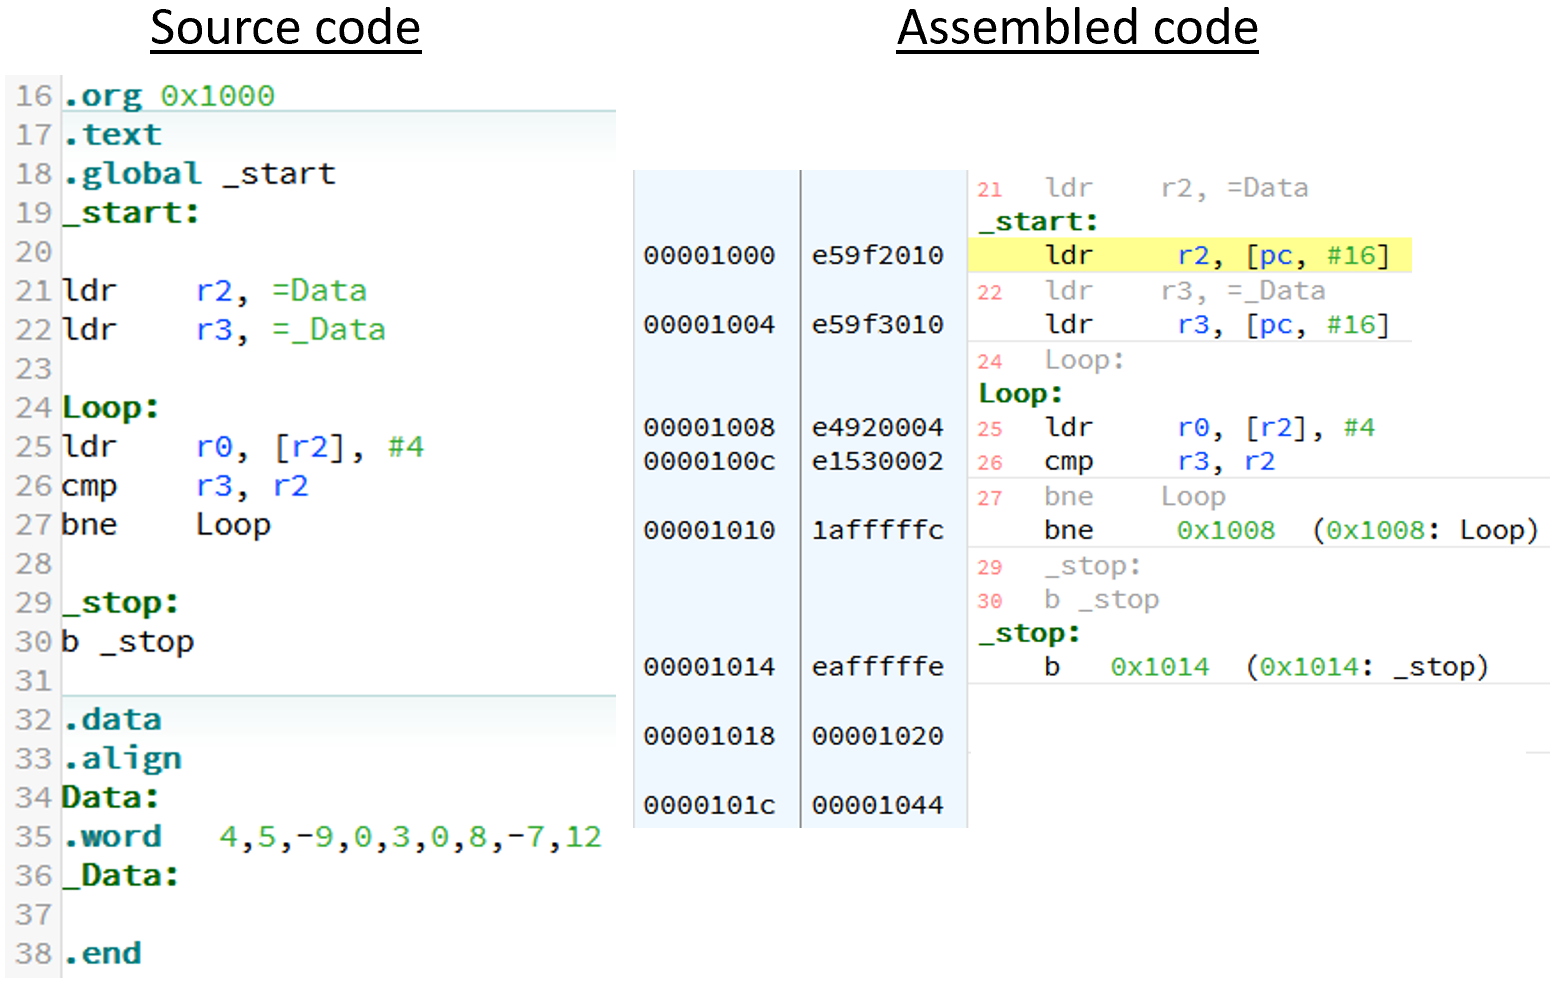 Source code
16 .org 0x1000
17 .text
18 .global _start
19 _start:
20
21 ldr r2, =Data
22 ldr r3, =_Data
23
24 Loop:
25 ldr r0, [r2], #4
26 cmp r3, r2
27 bne Loop
28
29 _stop:
30 b _stop
31
32 .data
33 .align
34 Data:
35 .word 4,5,-9,0,3,0,8,-7,12
36 _Data:
37
38 .end
Assembled code
21 ldr r2, =Data
_start:
00001000 e59f2010 ldr r2, [pc, #16]
22 ldr r3, =_Data
00001004 e59f3010 ldr r3, [pc, #16]
24 Loop:
Loop:
00001008 e4920004 25 ldr r0, [r2], #4
0000100c e1530002 26 cmp r3, r2
27 bne Loop
00001010 1afffffc bne 0x1008 (0x1008: Loop)
29 _stop:
30 b _stop
_stop:
00001014 eafffffe b 0x1014 (0x1014: _stop)
00001018 00001020
0000101c 00001044